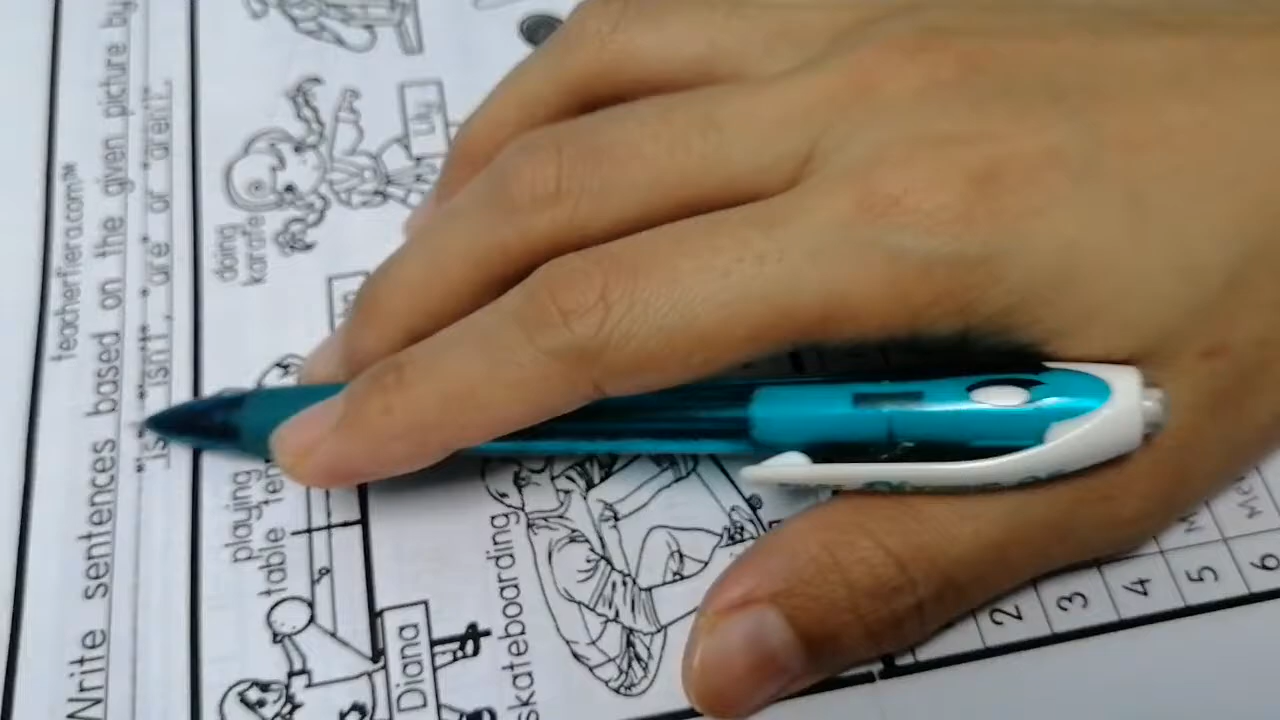 teacherfiera.com™
Write sentences based on the given picture by
"is", "isn't", "are" or "aren't".
doing
karate
Lily
playing
table
Diana
skateboarding
2
3
4
5
6